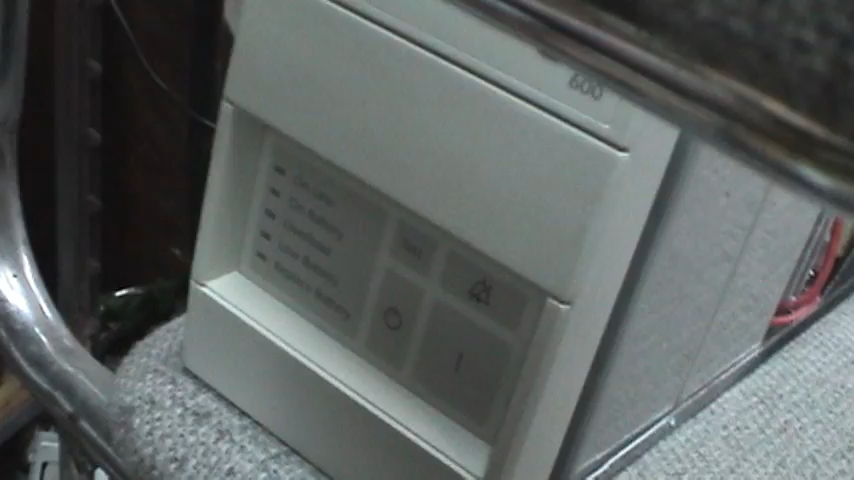 600
On Line
On Battery
Overload
Low Battery
Replace Battery
Test